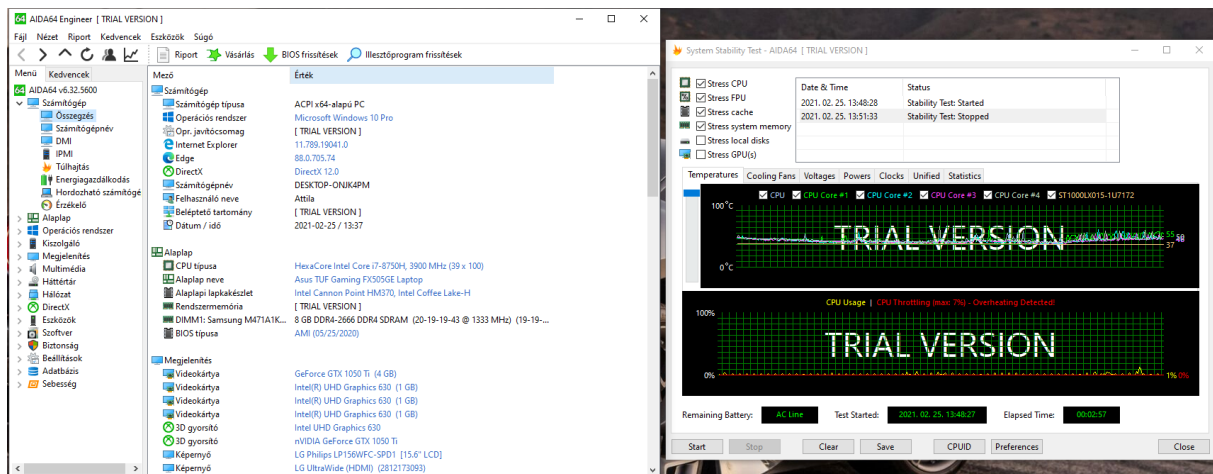 AIDA64 Engineer [ TRIAL VERSION ]
Fájl Nézet Riport Kedvencek Eszközök Súgó
Riport Vásárlás BIOS frissítések Illesztőprogram frissítések
Menü Kedvencek
AIDA64 v6.32.5600
Számítógép
Összegzés
Számítógépnév
DMI
IPMI
Túlhajtás
Energiagazdálkodás
Hordozható számítógé
Érzékelő
Alaplap
Operációs rendszer
Kiszolgáló
Megjelenítés
Multimédia
Háttértár
Hálózat
DirectX
Eszközök
Szoftver
Biztonság
Beállítások
Adatbázis
Sebesség
Mező Érték
Számítógép
Számítógép típusa ACPI x64-alapú PC
Operációs rendszer Microsoft Windows 10 Pro
Opr. javítócsomag [ TRIAL VERSION ]
Internet Explorer 11.789.19041.0
Edge 88.0.705.74
DirectX DirectX 12.0
Számítógépnév DESKTOP-ONJK4PM
Felhasználó neve Attila
Beléptető tartomány [ TRIAL VERSION ]
Dátum / idő 2021-02-25 / 13:37
Alaplap
CPU típusa HexaCore Intel Core i7-8750H, 3900 MHz (39 x 100)
Alaplap neve Asus TUF Gaming FX505GE Laptop
Alaplapi lapkakészlet Intel Cannon Point HM370, Intel Coffee Lake-H
Rendszermemória [ TRIAL VERSION ]
DIMM1: Samsung M471A1K... 8 GB DDR4-2666 DDR4 SDRAM (20-19-19-43 @ 1333 MHz) (19-19-...
BIOS típusa AMI (05/25/2020)
Megjelenítés
Videokártya GeForce GTX 1050 Ti (4 GB)
Videokártya Intel(R) UHD Graphics 630 (1 GB)
Videokártya Intel(R) UHD Graphics 630 (1 GB)
Videokártya Intel(R) UHD Graphics 630 (1 GB)
3D gyorsító Intel UHD Graphics 630
3D gyorsító nVIDIA GeForce GTX 1050 Ti
Képernyő LG Philips LP156WFC-SPD1 [15.6" LCD]
Képernyő LG UltraWide (HDMI) (2812173093)
System Stability Test - AIDA64 [ TRIAL VERSION ]
Stress CPU
Stress FPU
Stress cache
Stress system memory
Stress local disks
Stress GPU(s)
Date & Time Status
2021. 02. 25. 13:48:28 Stability Test: Started
2021. 02. 25. 13:51:33 Stability Test: Stopped
Temperatures Cooling Fans Voltages Powers Clocks Unified Statistics
CPU CPU Core #1 CPU Core #2 CPU Core #3 CPU Core #4 ST1000LX015-1U7172
100°C
TRIAL VERSION
55
37
0°C
CPU Usage | CPU Throttling (max: 7%) - Overheating Detected!
100%
TRIAL VERSION
0% 1% 0%
Remaining Battery: AC Line Test Started: 2021. 02. 25. 13:48:27 Elapsed Time: 00:02:57
Start Stop Clear Save CPUID Preferences Close